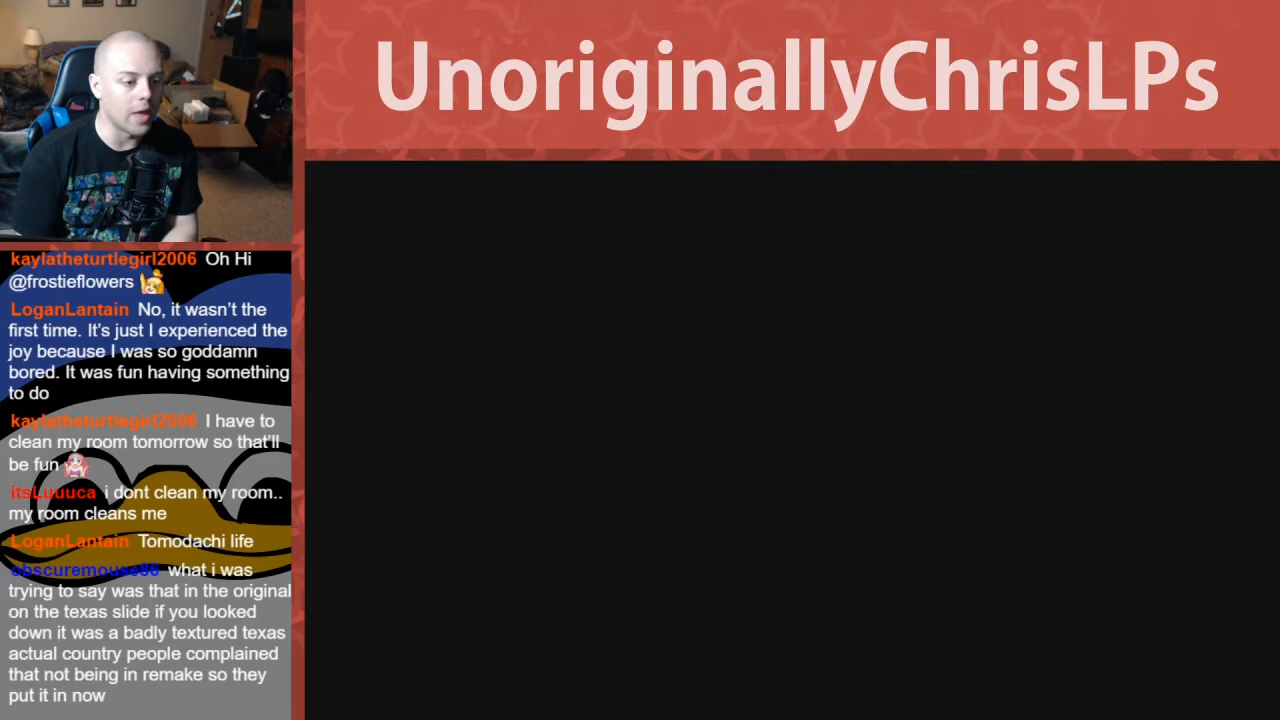 UnoriginallyChrisLPs
kaylatheturtlegirl2006 Oh Hi
@frostieflowers
LoganLantain No, it wasn't the
first time. It's just I experienced the
joy because I was so goddamn
bored. It was fun having something
to do
kaylatheturtlegirl2006 I have to
clean my room tomorrow so that'll
be fun
itsLuuuca i dont clean my room..
my room cleans me
LoganLantain Tomodachi life
obscuremouse86 what i was
trying to say was that in the original
on the texas slide if you looked
down it was a badly textured texas
actual country people complained
that not being in remake so they
put it in now